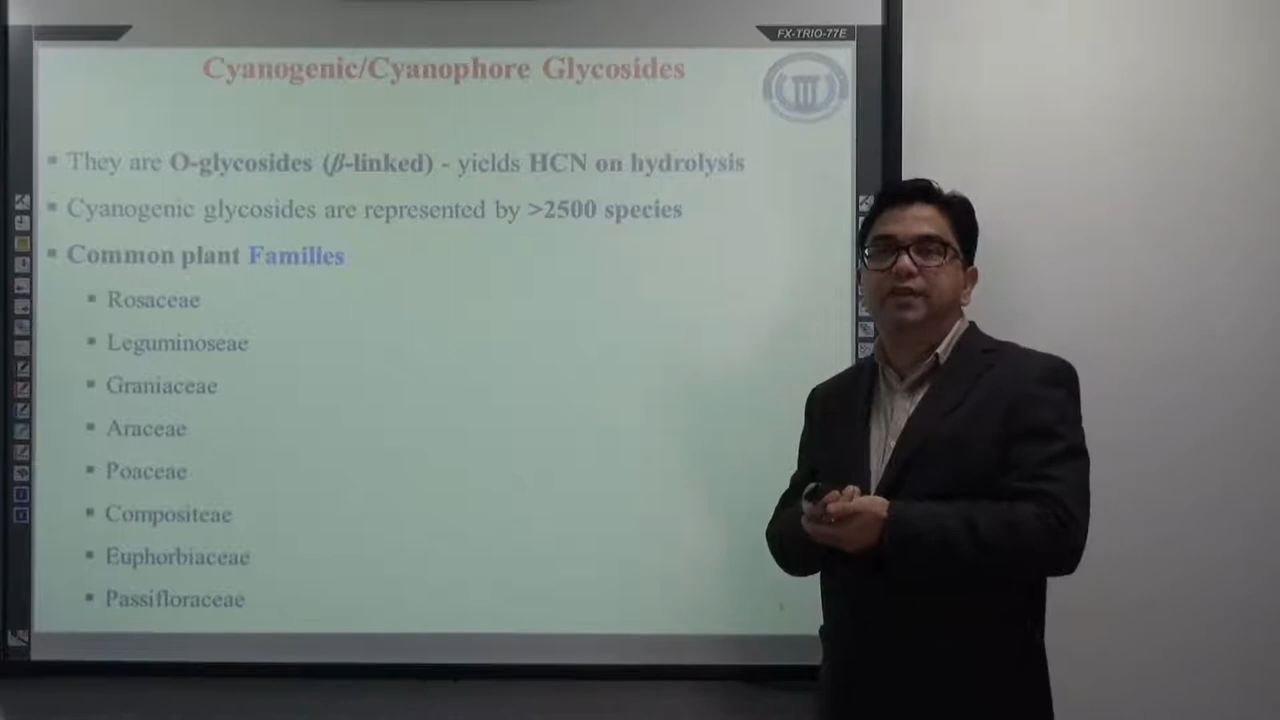 FX-TRIO-77E
Cyanogenic/Cyanophore Glycosides
▪ They are O-glycosides (β-linked) - yields HCN on hydrolysis
▪ Cyanogenic glycosides are represented by >2500 species
▪ Common plant Families
▪ Rosaceae
▪ Leguminoseae
▪ Graniaceae
▪ Araceae
▪ Poaceae
▪ Compositeae
▪ Euphorbiaceae
▪ Passifloraceae